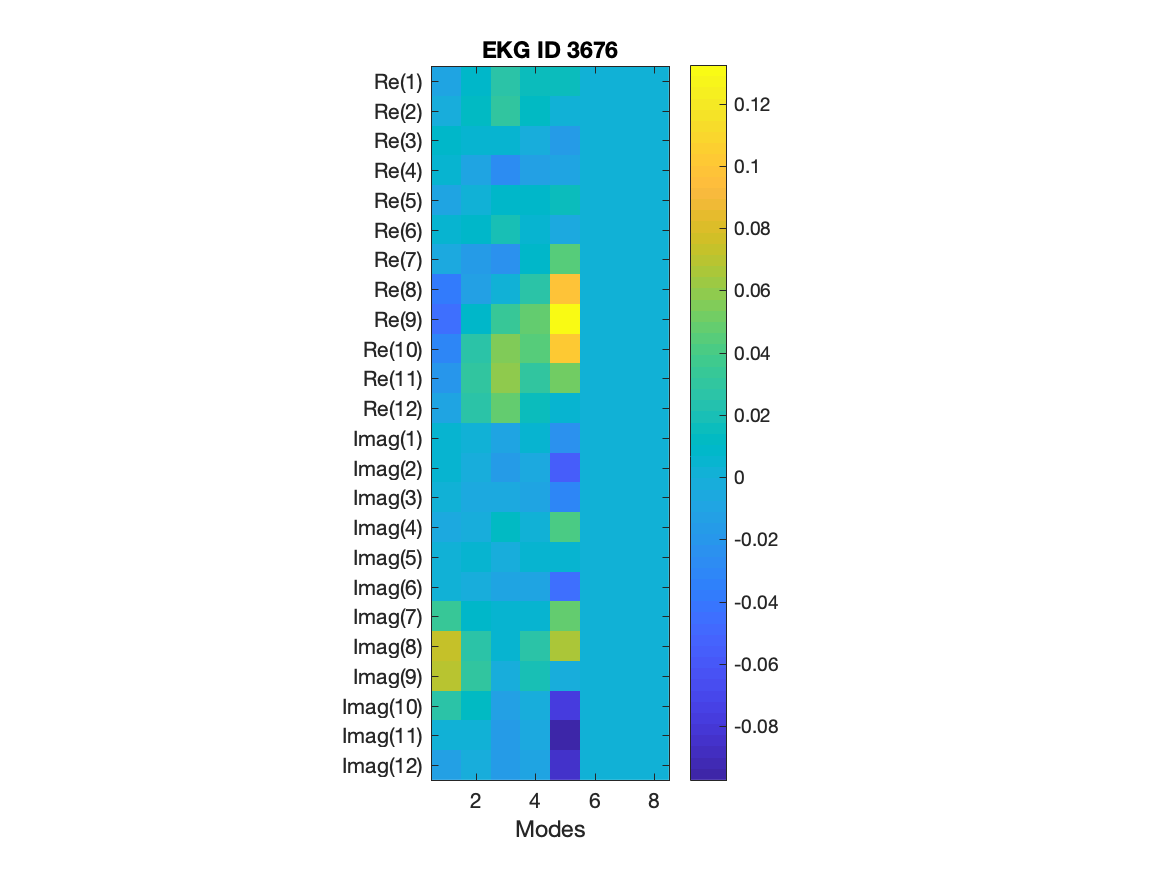 EKG ID 3676
Re(1)
Re(2)
Re(3)
Re(4)
Re(5)
Re(6)
Re(7)
Re(8)
Re(9)
Re(10)
Re(11)
Re(12)
Imag(1)
Imag(2)
Imag(3)
Imag(4)
Imag(5)
Imag(6)
Imag(7)
Imag(8)
Imag(9)
Imag(10)
Imag(11)
Imag(12)
2 4 6 8
Modes
0.12
0.1
0.08
0.06
0.04
0.02
0
-0.02
-0.04
-0.06
-0.08